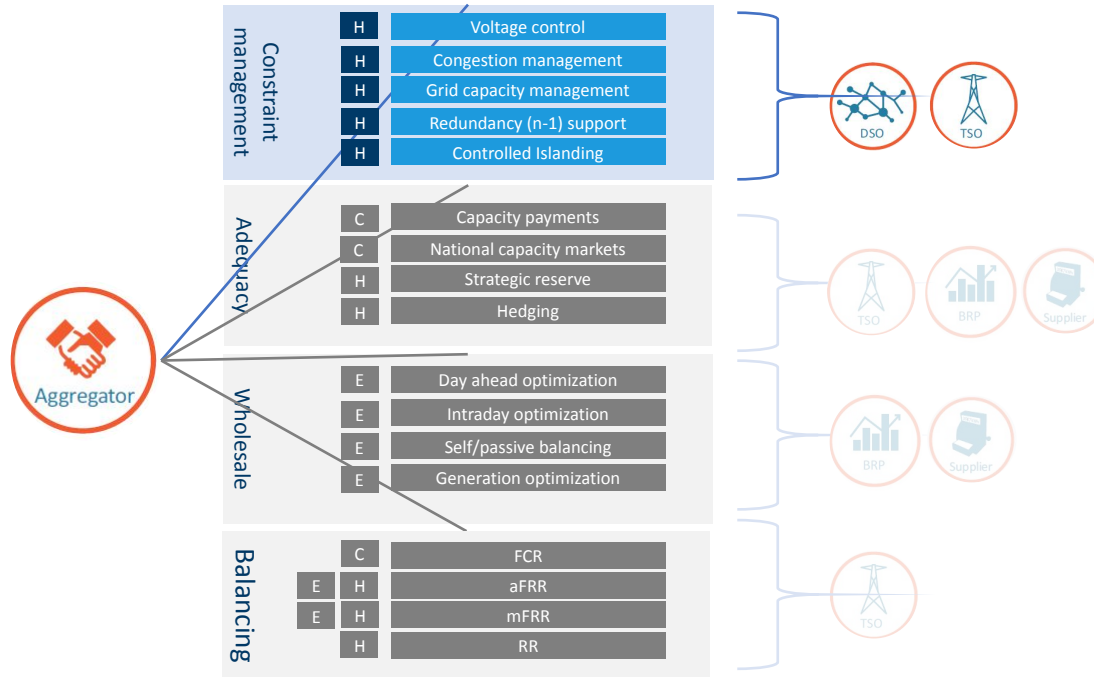 Constraint
management
H Voltage control
H Congestion management
H Grid capacity management
H Redundancy (n-1) support
H Controlled Islanding
DSO
TSO
Adequacy
C Capacity payments
C National capacity markets
H Strategic reserve
H Hedging
TSO
BRP
Supplier
Aggregator
Wholesale
E Day ahead optimization
E Intraday optimization
E Self/passive balancing
E Generation optimization
BRP
Supplier
Balancing
C FCR
E H aFRR
E H mFRR
H RR
TSO